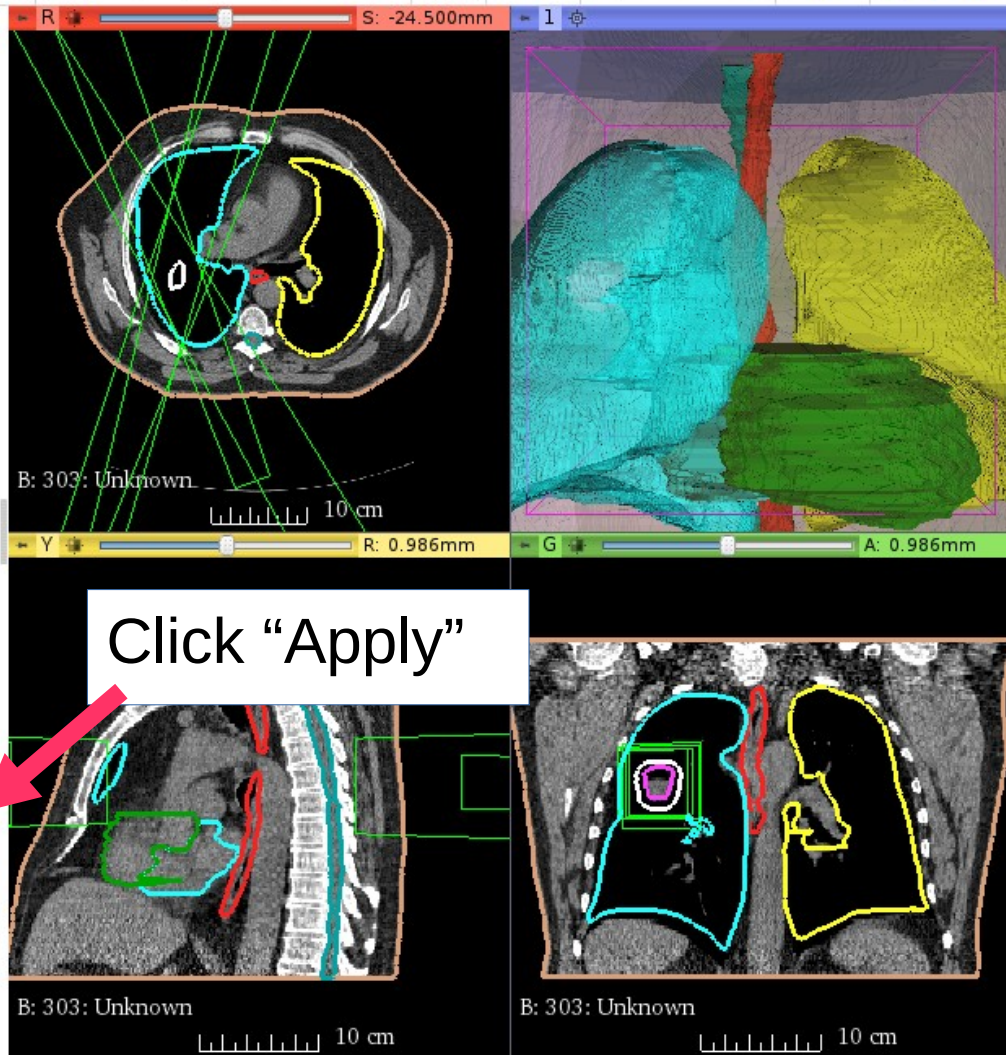 R S: -24.500mm
1
B: 303: Unknown
10 cm
Y R: 0.986mm
G A: 0.986mm
Click “Apply”
B: 303: Unknown
10 cm
B: 303: Unknown
10 cm